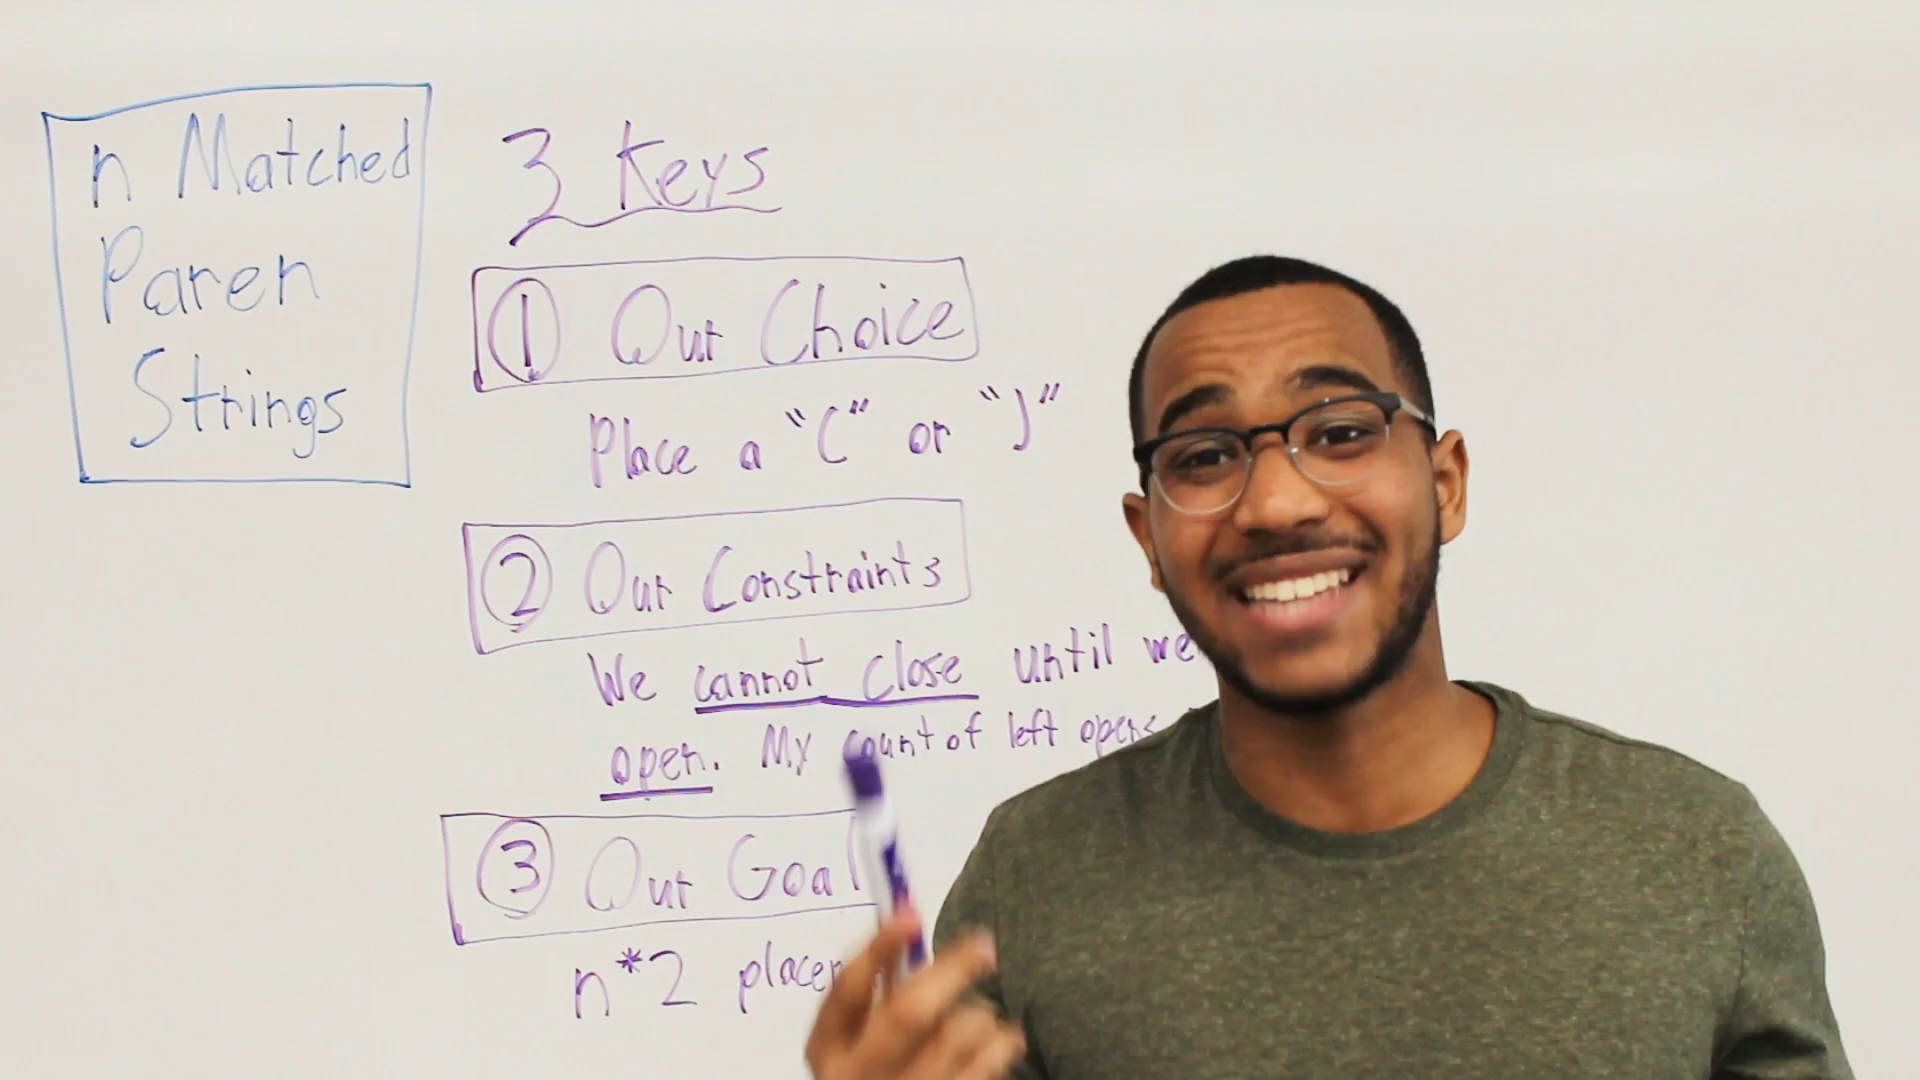 n Matched
Paren
Strings
3 Keys
① Our Choice
Place a "(" or ")"
② Our Constraints
We cannot close until we
open. My count of left opens
③ Our Goal
n*2